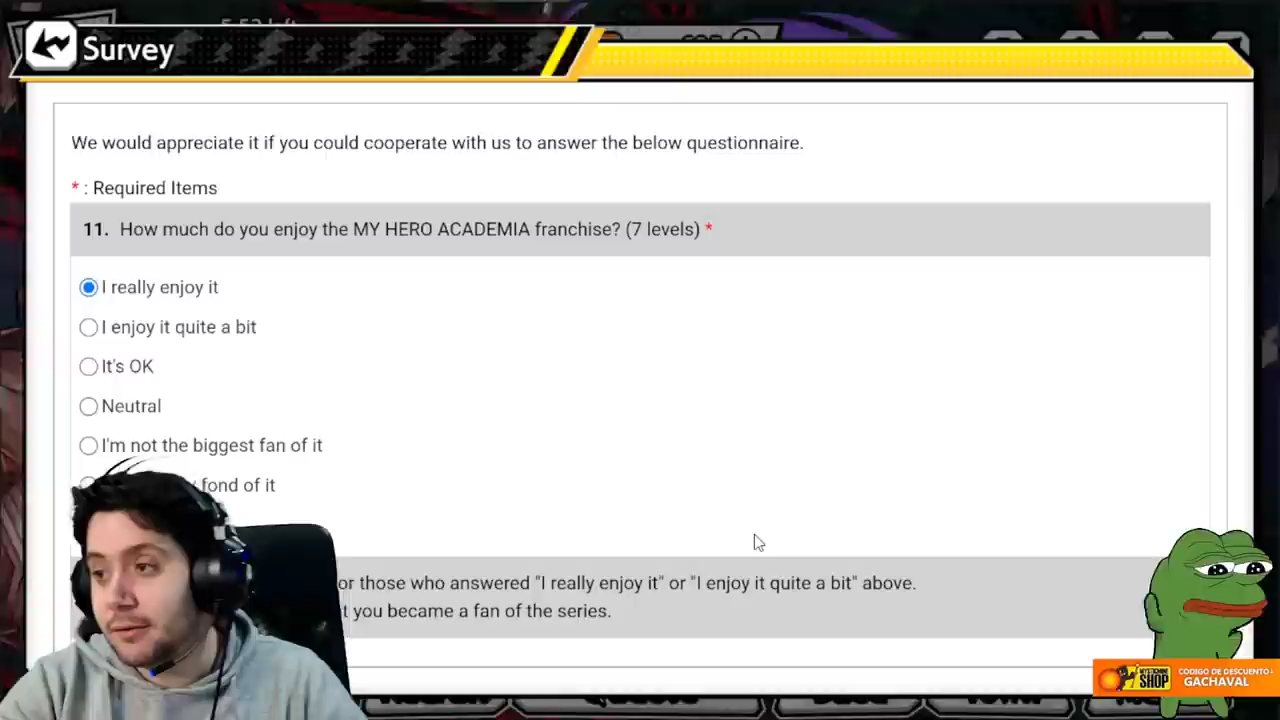 Survey
We would appreciate it if you could cooperate with us to answer the below questionnaire.
* : Required Items
11. How much do you enjoy the MY HERO ACADEMIA franchise? (7 levels) *
I really enjoy it
I enjoy it quite a bit
It's OK
Neutral
I'm not the biggest fan of it
fond of it
or those who answered "I really enjoy it" or "I enjoy it quite a bit" above.
you became a fan of the series.
SHOP
CODIGO DE DESCUENTO
GACHAVAL